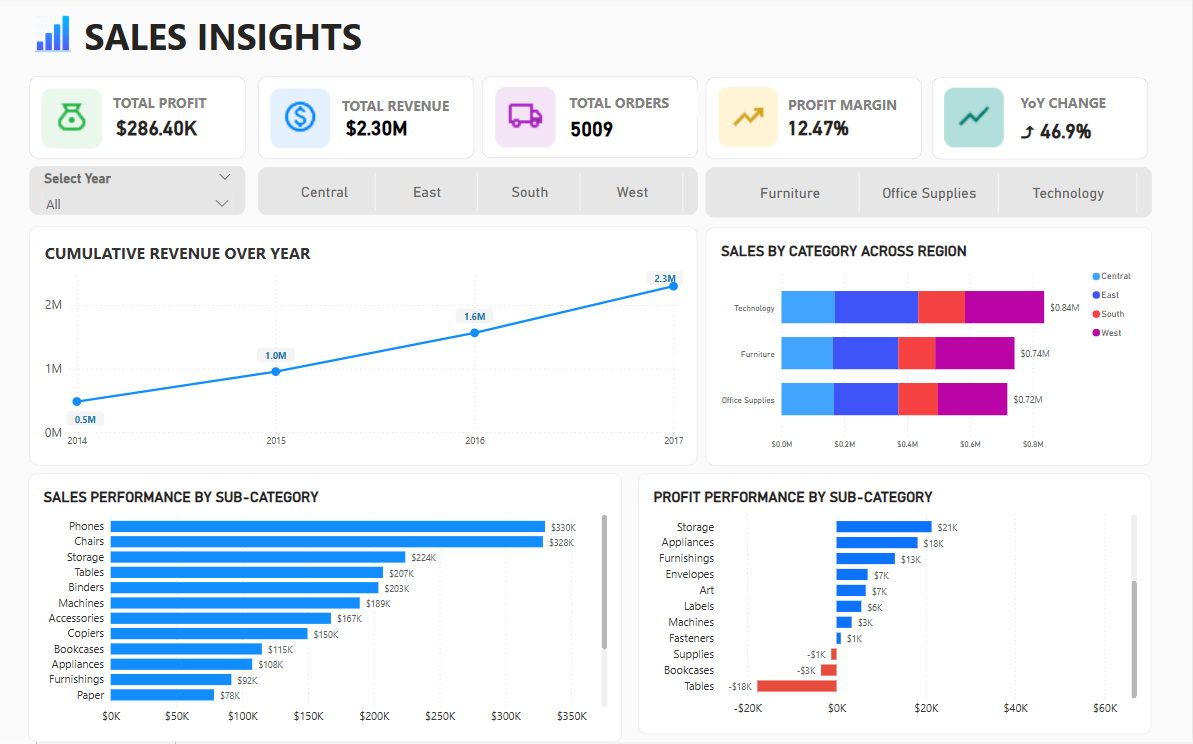 SALES INSIGHTS
TOTAL PROFIT
$286.40K
TOTAL REVENUE
$2.30M
TOTAL ORDERS
5009
PROFIT MARGIN
12.47%
YoY CHANGE
46.9%
Select Year
All
Central East South West
Furniture Office Supplies Technology
CUMULATIVE REVENUE OVER YEAR
2M
1M
0M
0.5M
1.0M
1.6M
2.3M
2014 2015 2016 2017
SALES BY CATEGORY ACROSS REGION
Central
East
South
West
Technology $0.84M
Furniture $0.74M
Office Supplies $0.72M
$0.0M $0.2M $0.4M $0.6M $0.8M
SALES PERFORMANCE BY SUB-CATEGORY
Phones $330K
Chairs $328K
Storage $224K
Tables $207K
Binders $203K
Machines $189K
Accessories $167K
Copiers $150K
Bookcases $115K
Appliances $108K
Furnishings $92K
Paper $78K
$0K $50K $100K $150K $200K $250K $300K $350K
PROFIT PERFORMANCE BY SUB-CATEGORY
Storage $21K
Appliances $18K
Furnishings $13K
Envelopes $7K
Art $7K
Labels $6K
Machines $3K
Fasteners $1K
Supplies -$1K
Bookcases -$3K
Tables -$18K
-$20K $0K $20K $40K $60K